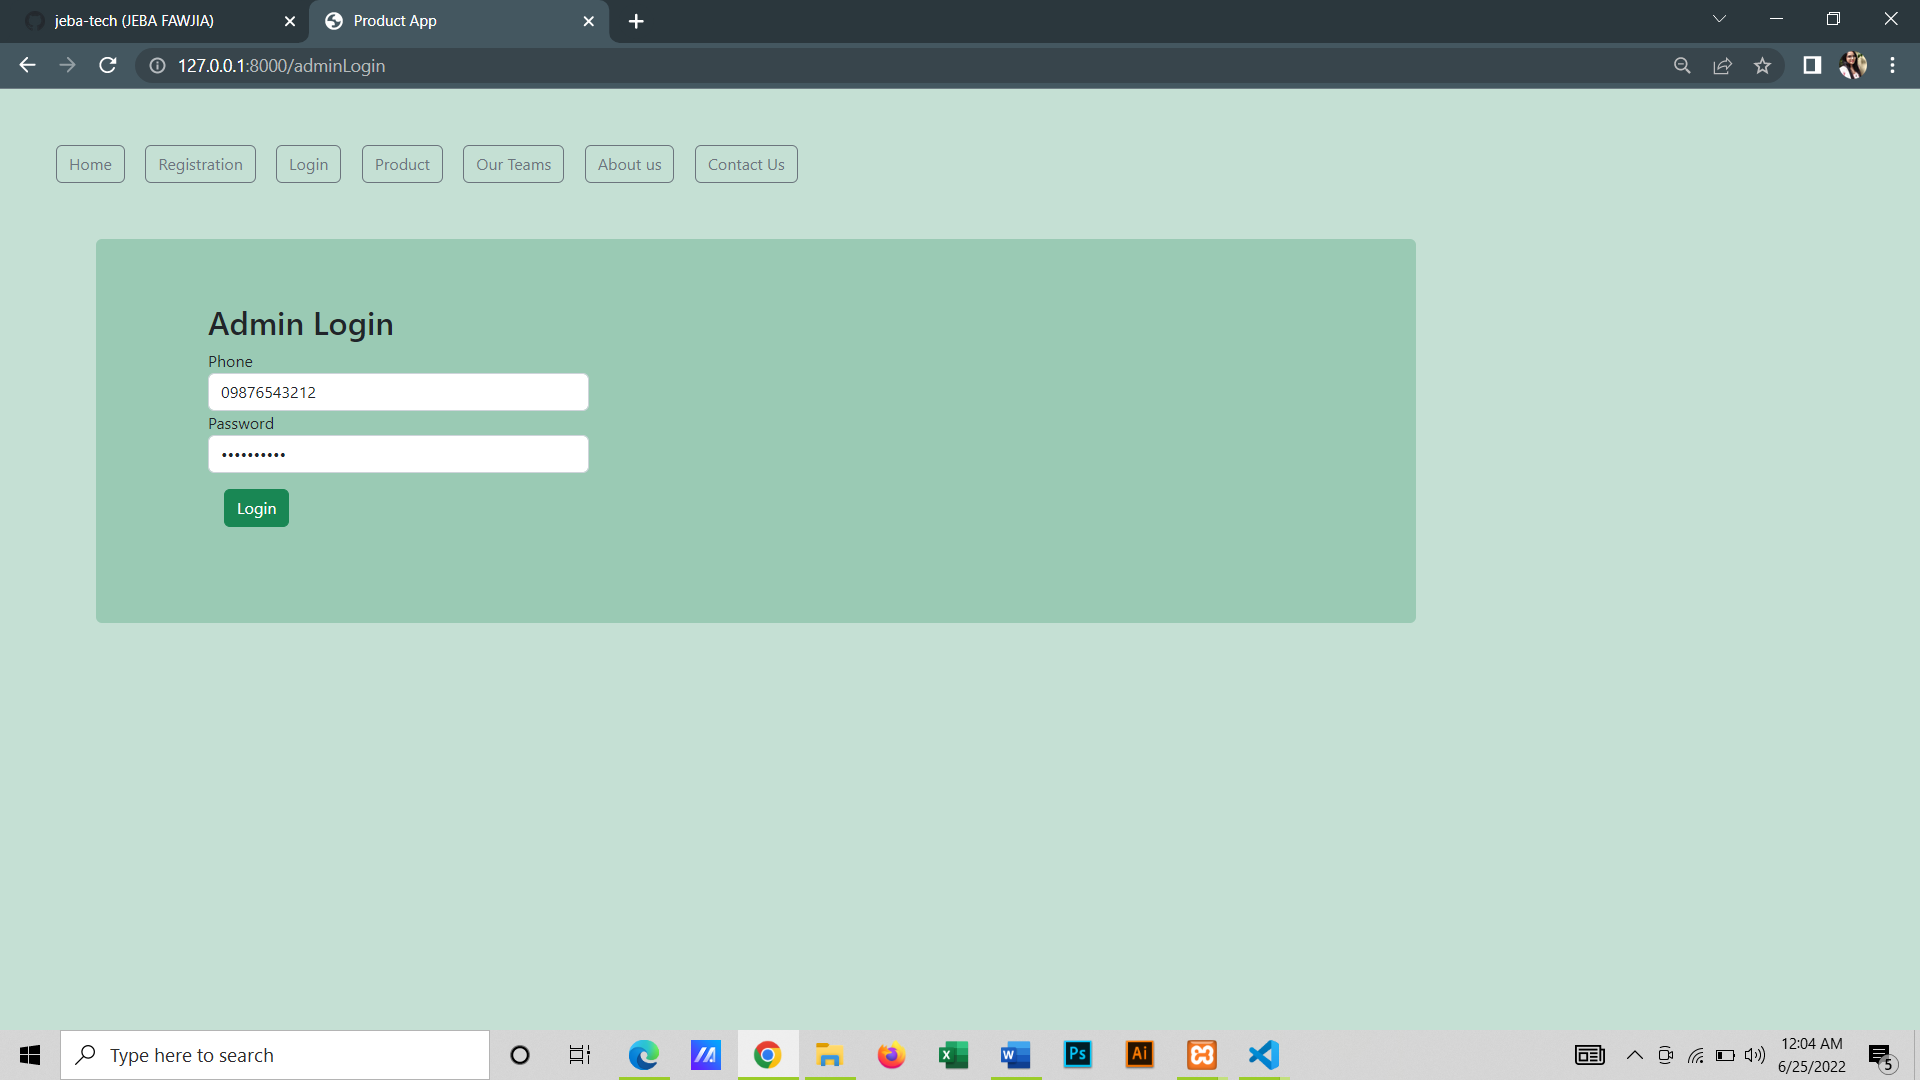 jeba-tech (JEBA FAWJIA)
Product App
127.0.0.1:8000/adminLogin
Home
Registration
Login
Product
Our Teams
About us
Contact Us
Admin Login
Phone
09876543212
Password
••••••••••
Login
Type here to search
X
W
Ps
Ai
12:04 AM
6/25/2022
5